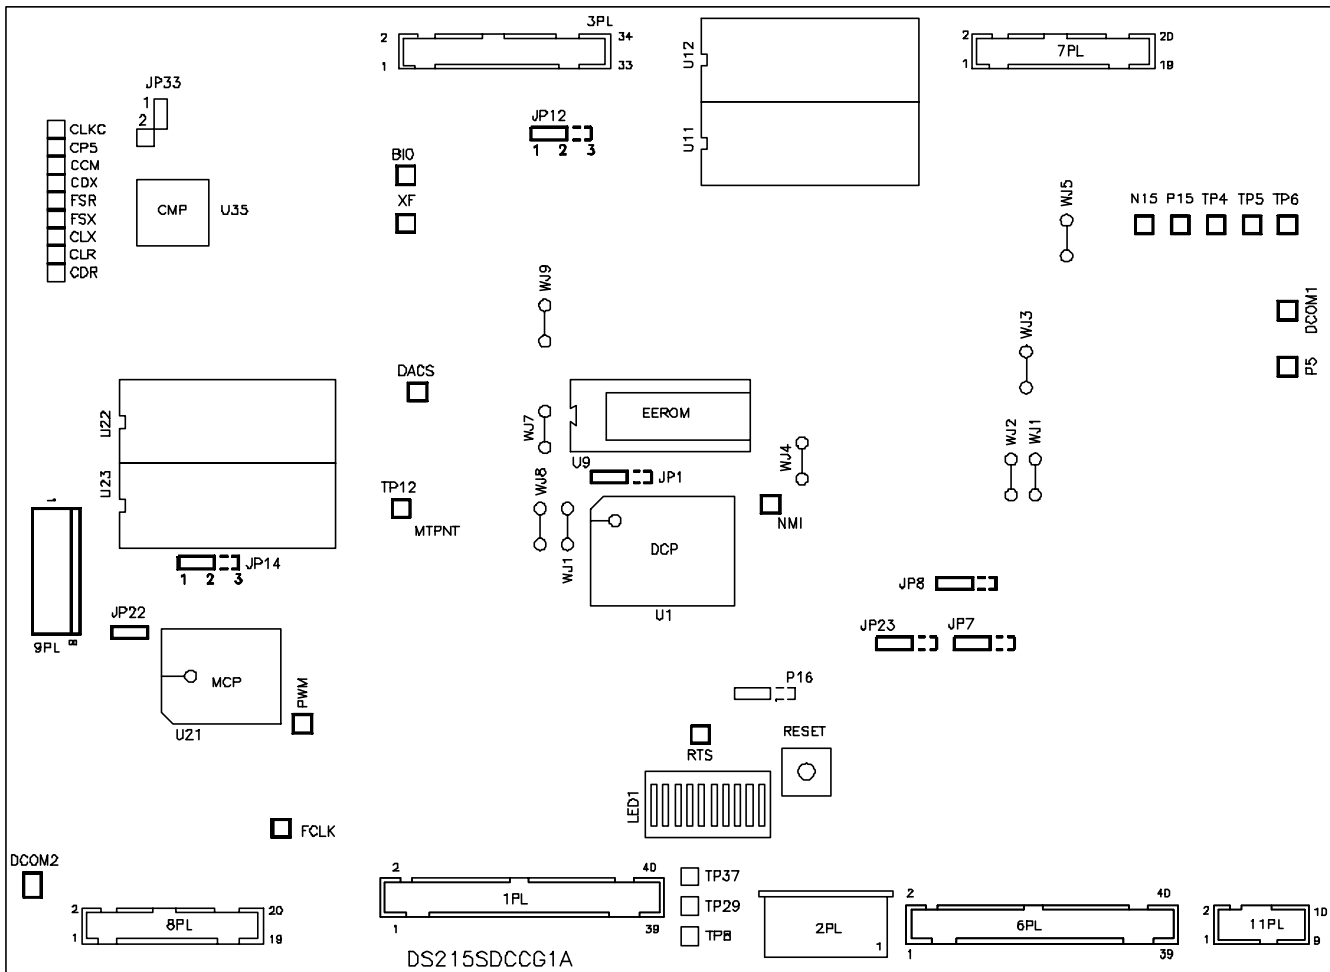 3PL
2
34
1
33
U12
U11
7PL
2
20
1
19
JP33
1
2
CLKC
CP5
CCM
CDX
FSR
FSX
CLX
CLR
CDR
CMP
U35
JP12
1 2 3
BIO
XF
WJ5
N15 P15 TP4 TP5 TP6
DCOM1
P5
WJ9
WJ3
DACS
U22
U23
WJ7
EEROM
U9
JP1
WJ4
WJ2
WJ1
WJ8
WJ1
TP12
MTPNT
NMI
DCP
U1
1
8
9PL
JP14
1 2 3
JP22
MCP
U21
PWM
JP8
JP23
JP7
P16
RTS
RESET
LED1
FCLK
DCOM2
8PL
2
20
1
19
1PL
2
40
1
39
TP37
TP29
TP8
2PL
1
6PL
2
40
1
39
11PL
2
10
1
9
DS215SDCCG1A